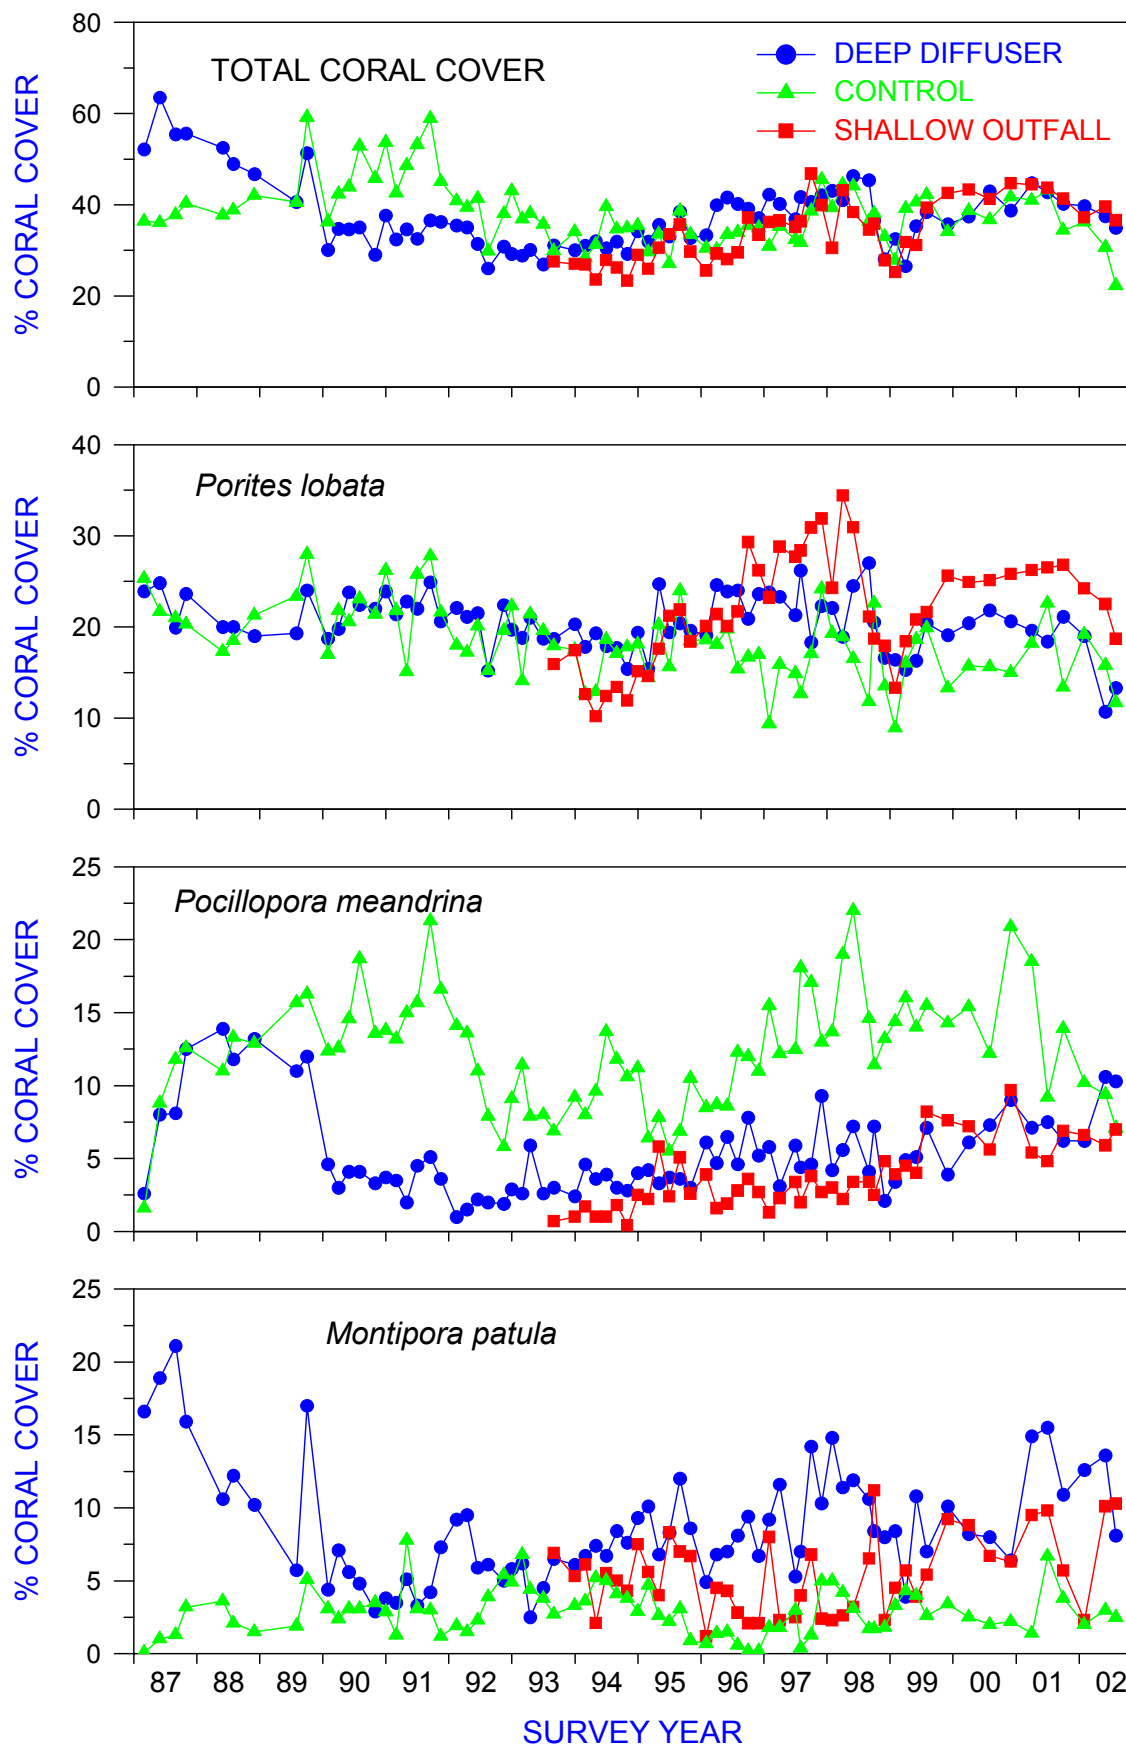 80
60
40
20
0
% CORAL COVER
TOTAL CORAL COVER
DEEP DIFFUSER
CONTROL
SHALLOW OUTFALL
40
30
20
10
0
% CORAL COVER
Porites lobata
25
20
15
10
5
0
% CORAL COVER
Pocillopora meandrina
25
20
15
10
5
0
% CORAL COVER
Montipora patula
87 88 89 90 91 92 93 94 95 96 97 98 99 00 01 02
SURVEY YEAR